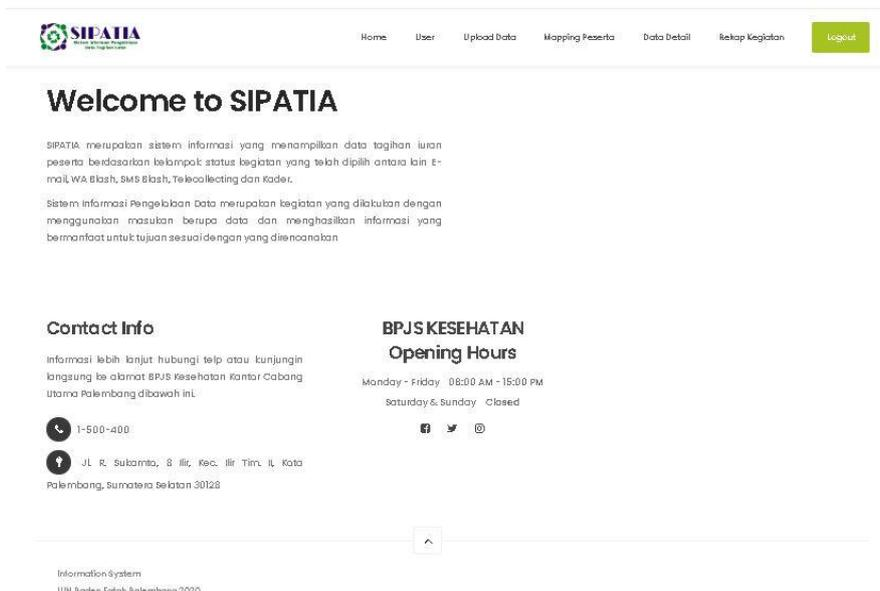 SIPATIA
Home User Upload Data Mapping Peserta Data Detail Rekap Kegiatan Logout
Welcome to SIPATIA
SIPATIA merupakan sistem informasi yang menampilkan data tagihan iuran
peserta berdasarkan kelompok status kegiatan yang telah dipilih antara lain E-
mail, WA Blash, SMS Blash, Telecollecting dan Kader.
Sistem Informasi Pengelolaan Data merupakan kegiatan yang dilakukan dengan
menggunakan masukan berupa data dan menghasilkan informasi yang
bermanfaat untuk tujuan sesuai dengan yang direncanakan
Contact Info
Informasi lebih lanjut hubungi telp atau kunjungin
langsung ke alamat BPJS Kesehatan Kantor Cabang
Utama Palembang dibawah ini.
1-500-400
Jl. R. Sukamto, 8 Ilir, Kec. Ilir Tim. II, Kota
Palembang, Sumatera Selatan 30128
BPJS KESEHATAN
Opening Hours
Monday - Friday 08:00 AM - 15:00 PM
Saturday & Sunday Closed
Information System